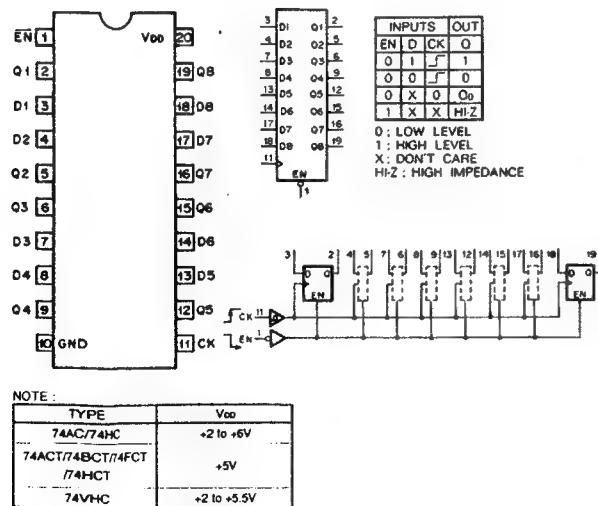 EN 1 VDD 20
Q1 2 19 Q8
D1 3 18 D8
D2 4 17 D7
Q2 5 16 Q7
Q3 6 15 Q6
D3 7 14 D6
D4 8 13 D5
Q4 9 12 Q5
10 GND 11 CK
3 D1 Q1 2
4 D2 Q2 5
7 D3 Q3 6
8 D4 Q4 9
13 D5 Q5 12
14 D6 Q6 15
17 D7 Q7 16
18 D8 Q8 19
11
EN
1
INPUTS OUT
EN D CK Q
0 1 1
0 0 0
0 X 0 Q0
1 X X HI-Z
0 : LOW LEVEL
1 : HIGH LEVEL
X : DON'T CARE
HI-Z : HIGH IMPEDANCE
3 2 4 5 7 6 8 9 13 12 14 15 17 16 18 19
D Q D Q
EN EN
CK 11
EN 1
NOTE :
TYPE VDD
74AC/74HC +2 to +6V
74ACT/74BCT/74FCT
/74HCT +5V
74VHC +2 to +5.5V